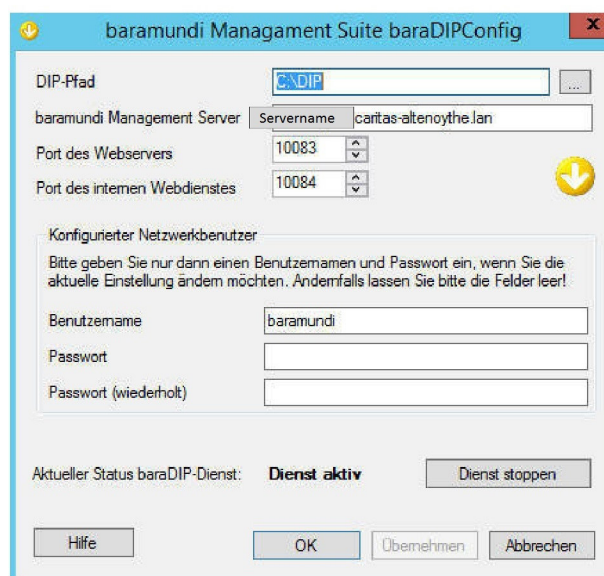 baramundi Managament Suite baraDIPConfig
x
DIP-Pfad C:\DIP ...
baramundi Management Server Servername caritas-altenoythe.lan
Port des Webservers 10083
Port des internen Webdienstes 10084
Konfigurierter Netzwerkbenutzer
Bitte geben Sie nur dann einen Benutzernamen und Passwort ein, wenn Sie die
aktuelle Einstellung ändern möchten. Andernfalls lassen Sie bitte die Felder leer!
Benutzername baramundi
Passwort
Passwort (wiederholt)
Aktueller Status baraDIP-Dienst: Dienst aktiv Dienst stoppen
Hilfe OK Übernehmen Abbrechen